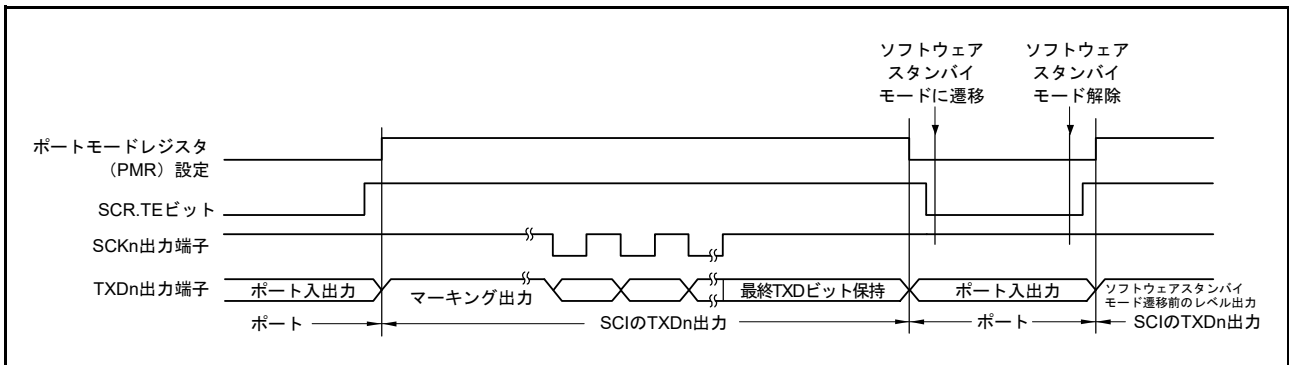 ソフトウェア
スタンバイ
モードに遷移
ソフトウェア
スタンバイ
モード解除
ポートモードレジスタ
（PMR）設定
SCR.TEビット
SCKn出力端子
TXDn出力端子
ポート入出力
マーキング出力
最終TXDビット保持
ポート入出力
ソフトウェアスタンバイ
モード遷移前のレベル出力
ポート
SCIのTXDn出力
ポート
SCIのTXDn出力